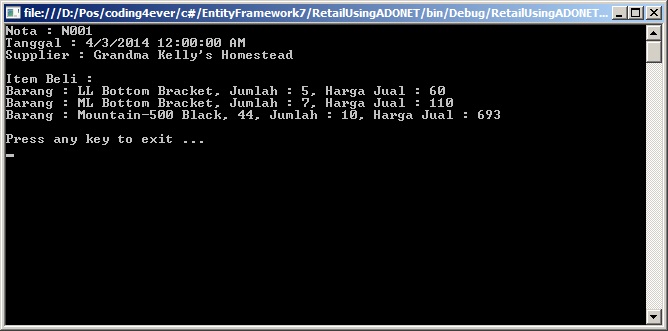 file:///D:/Pos/coding4ever/c#/EntityFramework7/RetailUsingADONET/bin/Debug/RetailUsingADONET...
Nota : N001
Tanggal : 4/3/2014 12:00:00 AM
Supplier : Grandma Kelly's Homestead
Item Beli :
Barang : LL Bottom Bracket, Jumlah : 5, Harga Jual : 60
Barang : ML Bottom Bracket, Jumlah : 7, Harga Jual : 110
Barang : Mountain-500 Black, 44, Jumlah : 10, Harga Jual : 693
Press any key to exit ...